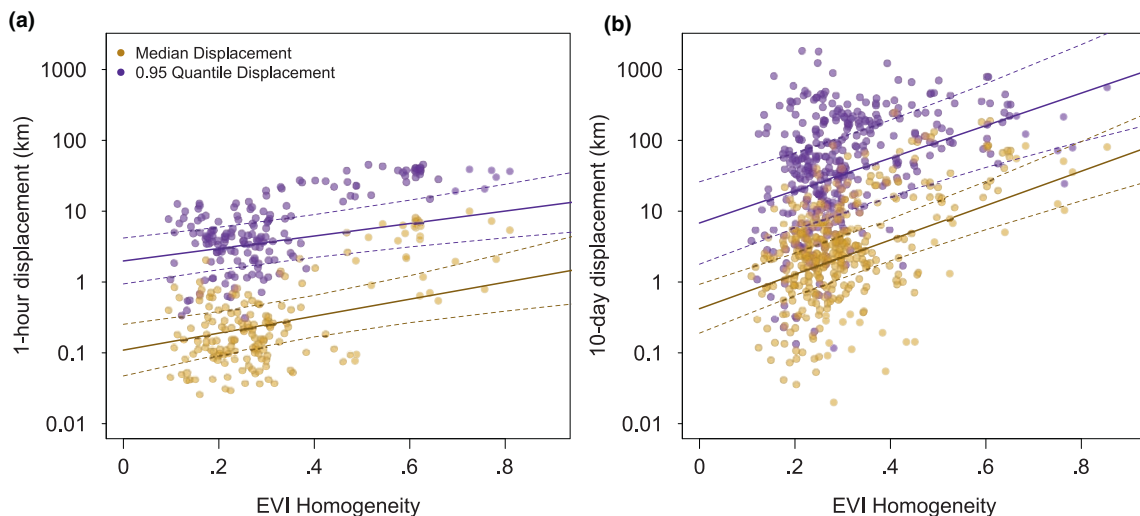 (a)
Median Displacement
0.95 Quantile Displacement
1-hour displacement (km)
1000
100
10
1
0.1
0.01
0 .2 .4 .6 .8
EVI Homogeneity
(b)
10-day displacement (km)
1000
100
10
1
0.1
0.01
0 .2 .4 .6 .8
EVI Homogeneity